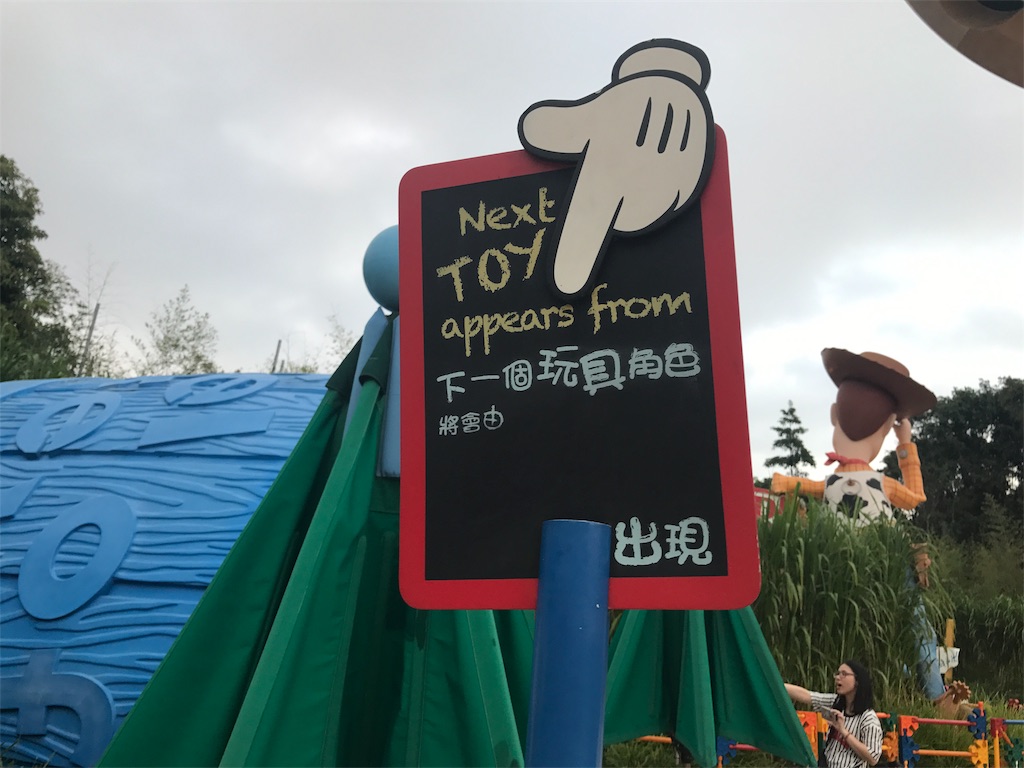 Next
TOY
appears from
下一個玩具角色
將會由
出現